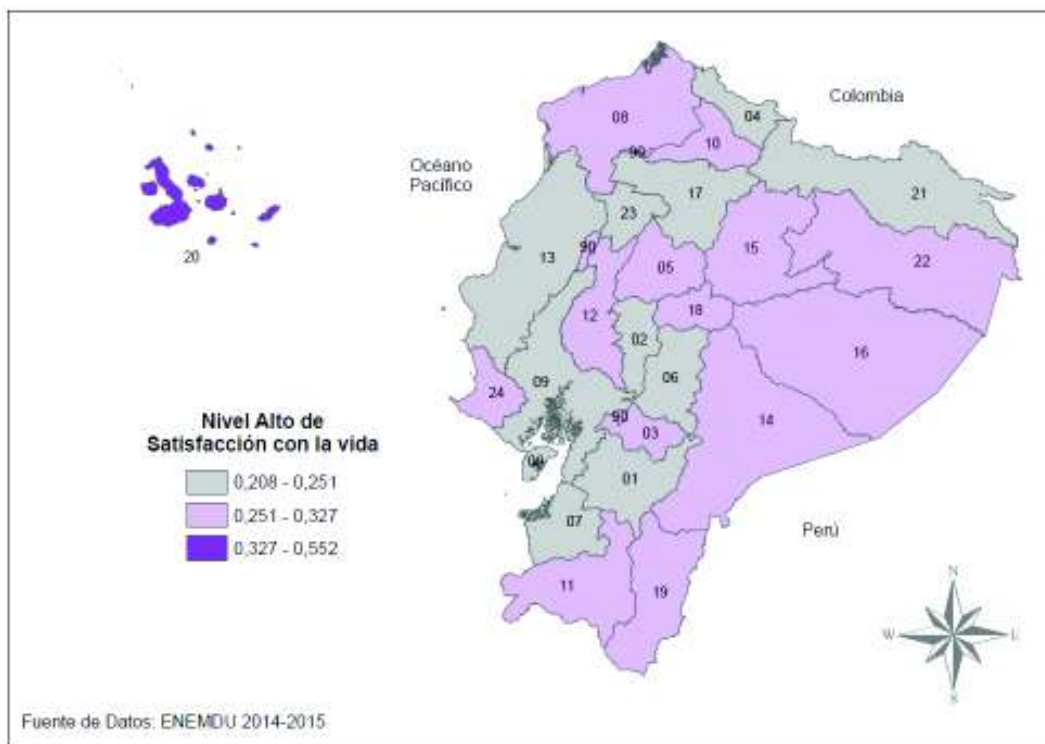 Colombia
Océano
Pacífico
Perú
08
04
10
90
17
21
23
13
90
15
22
05
12
18
02
16
09
06
24
14
90
03
09
01
07
11
19
20
Nivel Alto de
Satisfacción con la vida
0,208 - 0,251
0,251 - 0,327
0,327 - 0,552
N
W
E
S
Fuente de Datos: ENEMDU 2014-2015